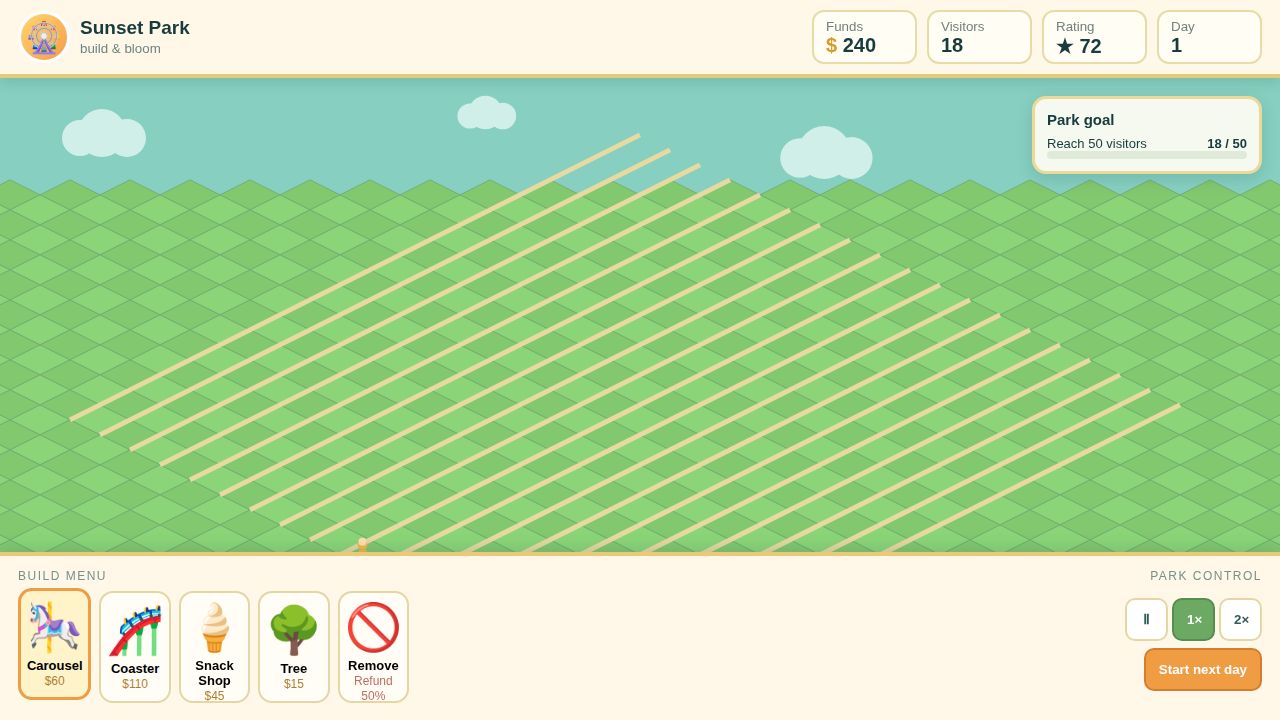 Sunset Park
build & bloom
Funds
$ 240
Visitors
18
Rating
★ 72
Day
1
Park goal
Reach 50 visitors 18 / 50
BUILD MENU
PARK CONTROL
Carousel
$60
Coaster
$110
Snack
Shop
$45
Tree
$15
Remove
Refund
50%
Ⅱ
1×
2×
Start next day